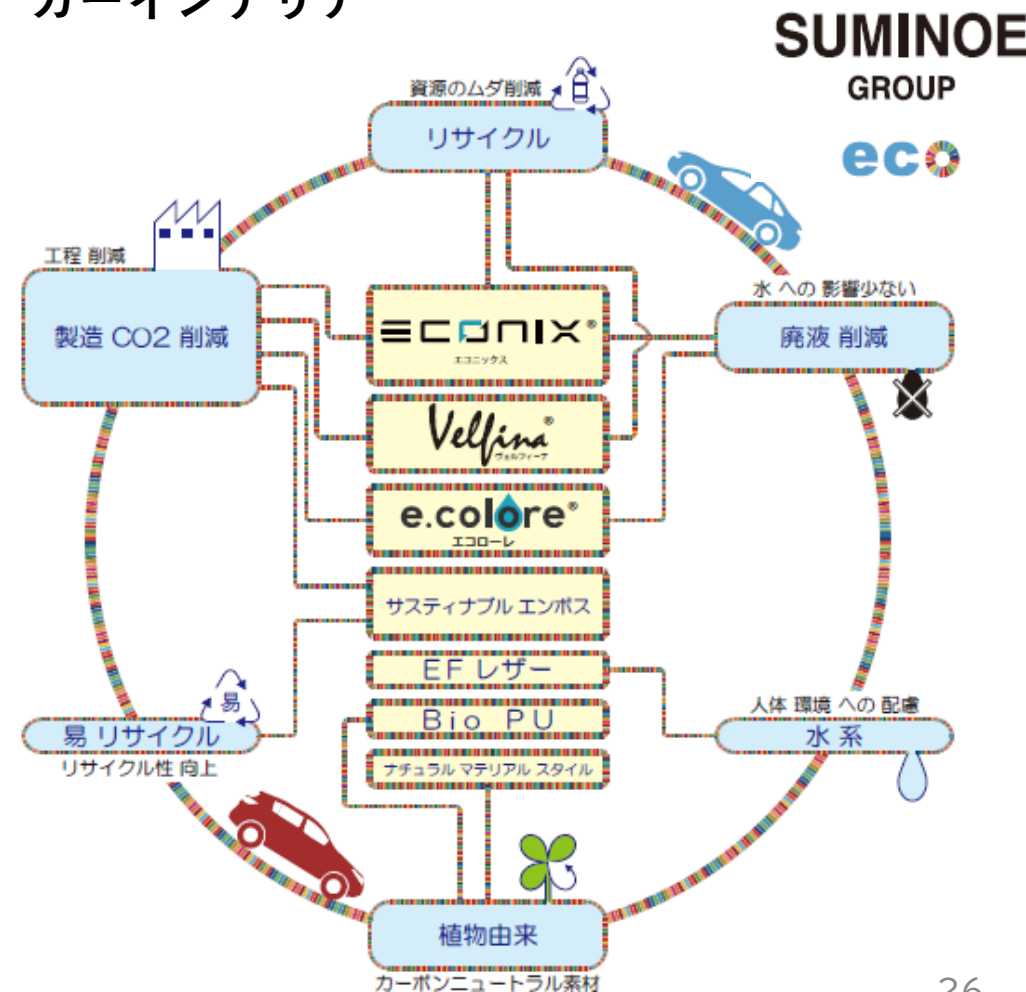 SUMINOE
GROUP
eco
資源のムダ削減
リサイクル
工程 削減
製造 CO2 削減
水 への 影響少ない
廃液 削減
ECONIX®
エコニックス
Velfina®
ヴェルフィーナ
e.colore®
エコローレ
サスティナブル エンボス
EF レザー
Bio PU
ナチュラル マテリアル スタイル
易
易 リサイクル
リサイクル性 向上
人体 環境 への 配慮
水 系
植物由来
カーボンニュートラル素材
26